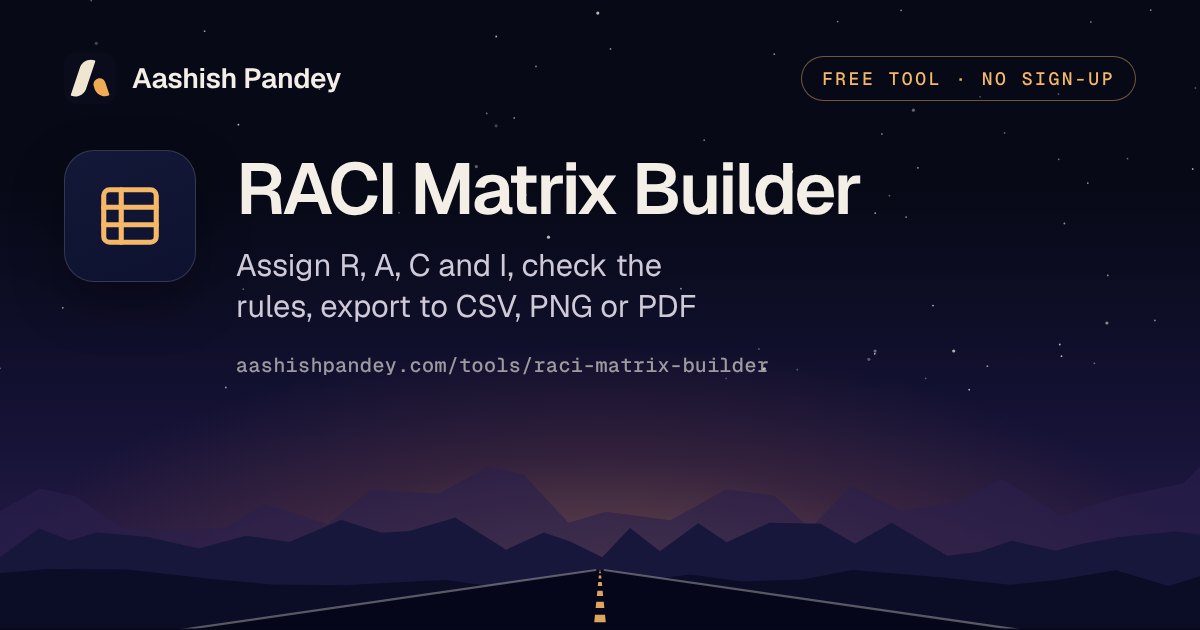 Aashish Pandey
FREE TOOL · NO SIGN-UP
RACI Matrix Builder
Assign R, A, C and I, check the
rules, export to CSV, PNG or PDF
aashishpandey.com/tools/raci-matrix-builder